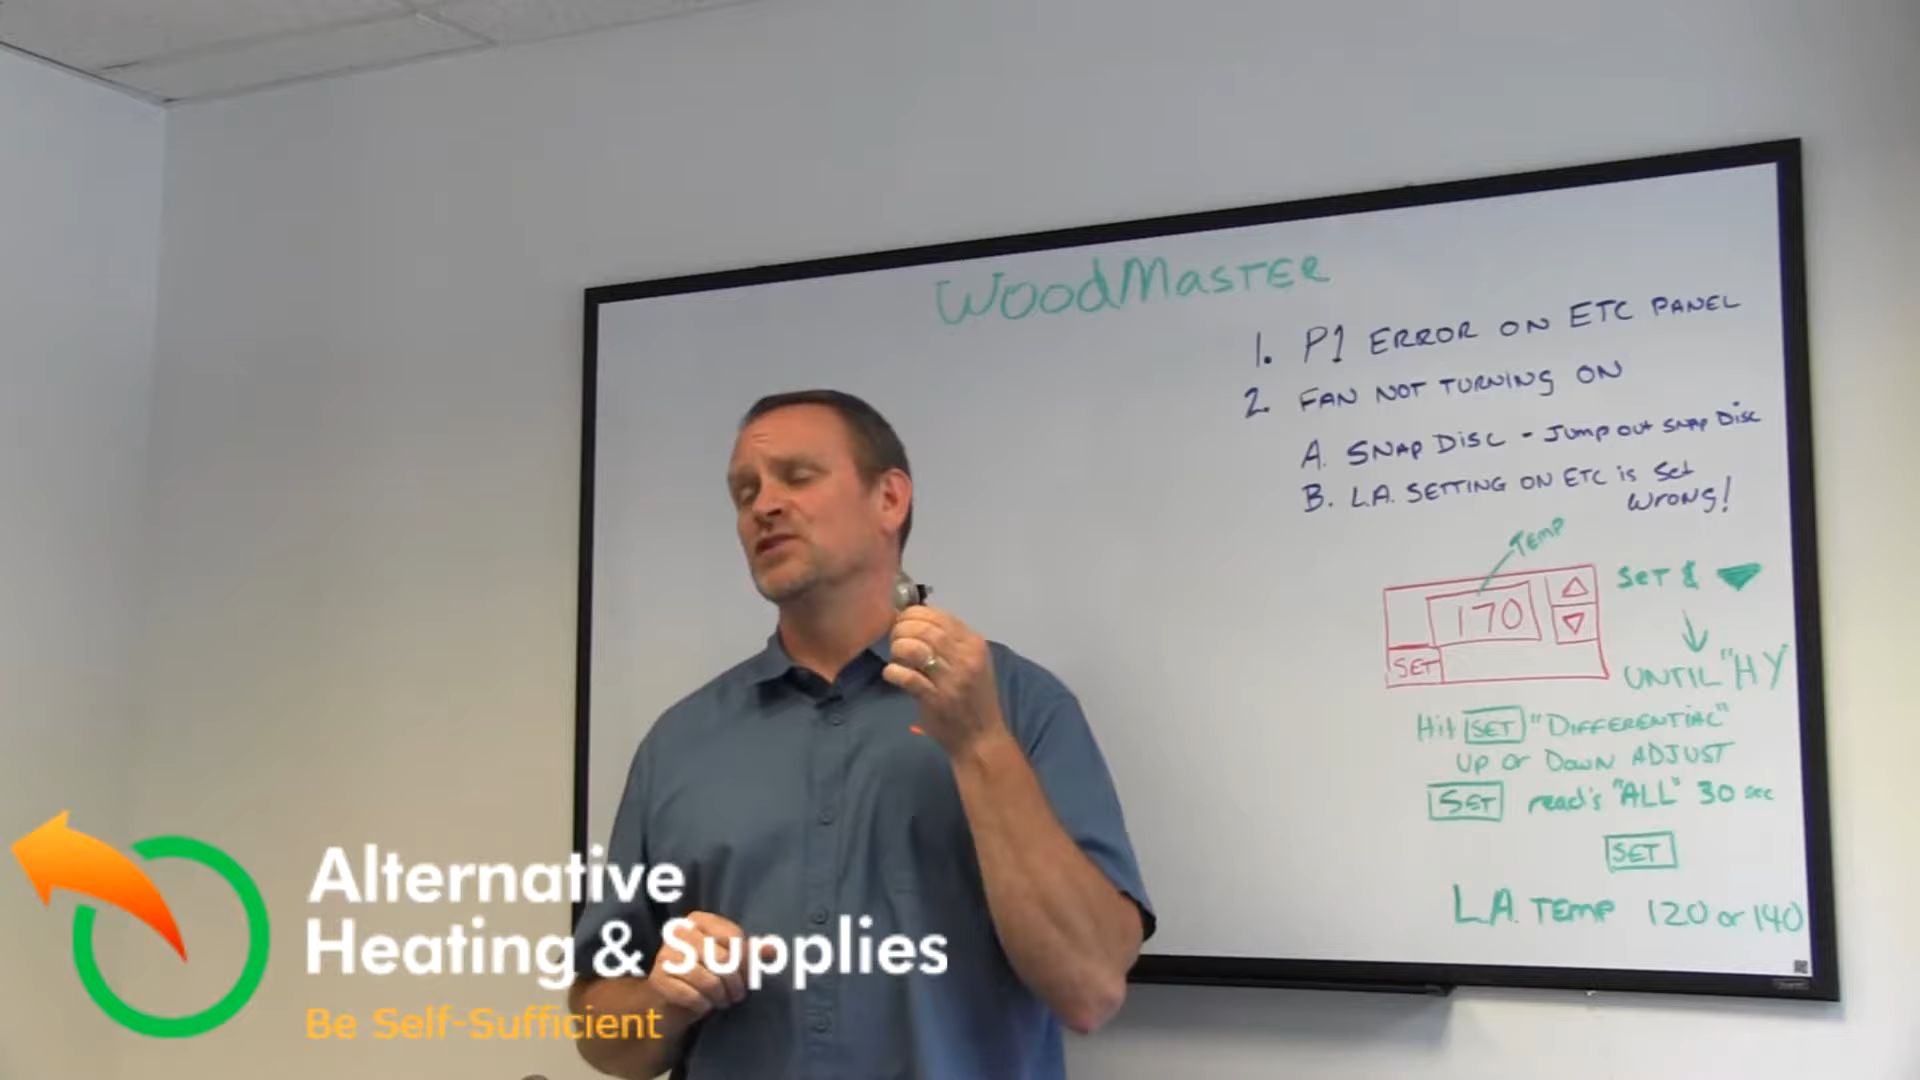 WOODMASTER
1. P1 ERROR ON ETC PANEL
2. FAN NOT TURNING ON
A. SNAP DISC - JUMP OUT SNAP DISC
B. L.A. SETTING ON ETC is Set
wrong!
TEMP
170
SET
SET & ▼
UNTIL "HY
Hit SET "DIFFERENTIAL"
UP or DOWN ADJUST
SET read's "ALL" 30 sec
SET
L.A. TEMP 120 or 140
Alternative
Heating & Supplies
Be Self-Sufficient